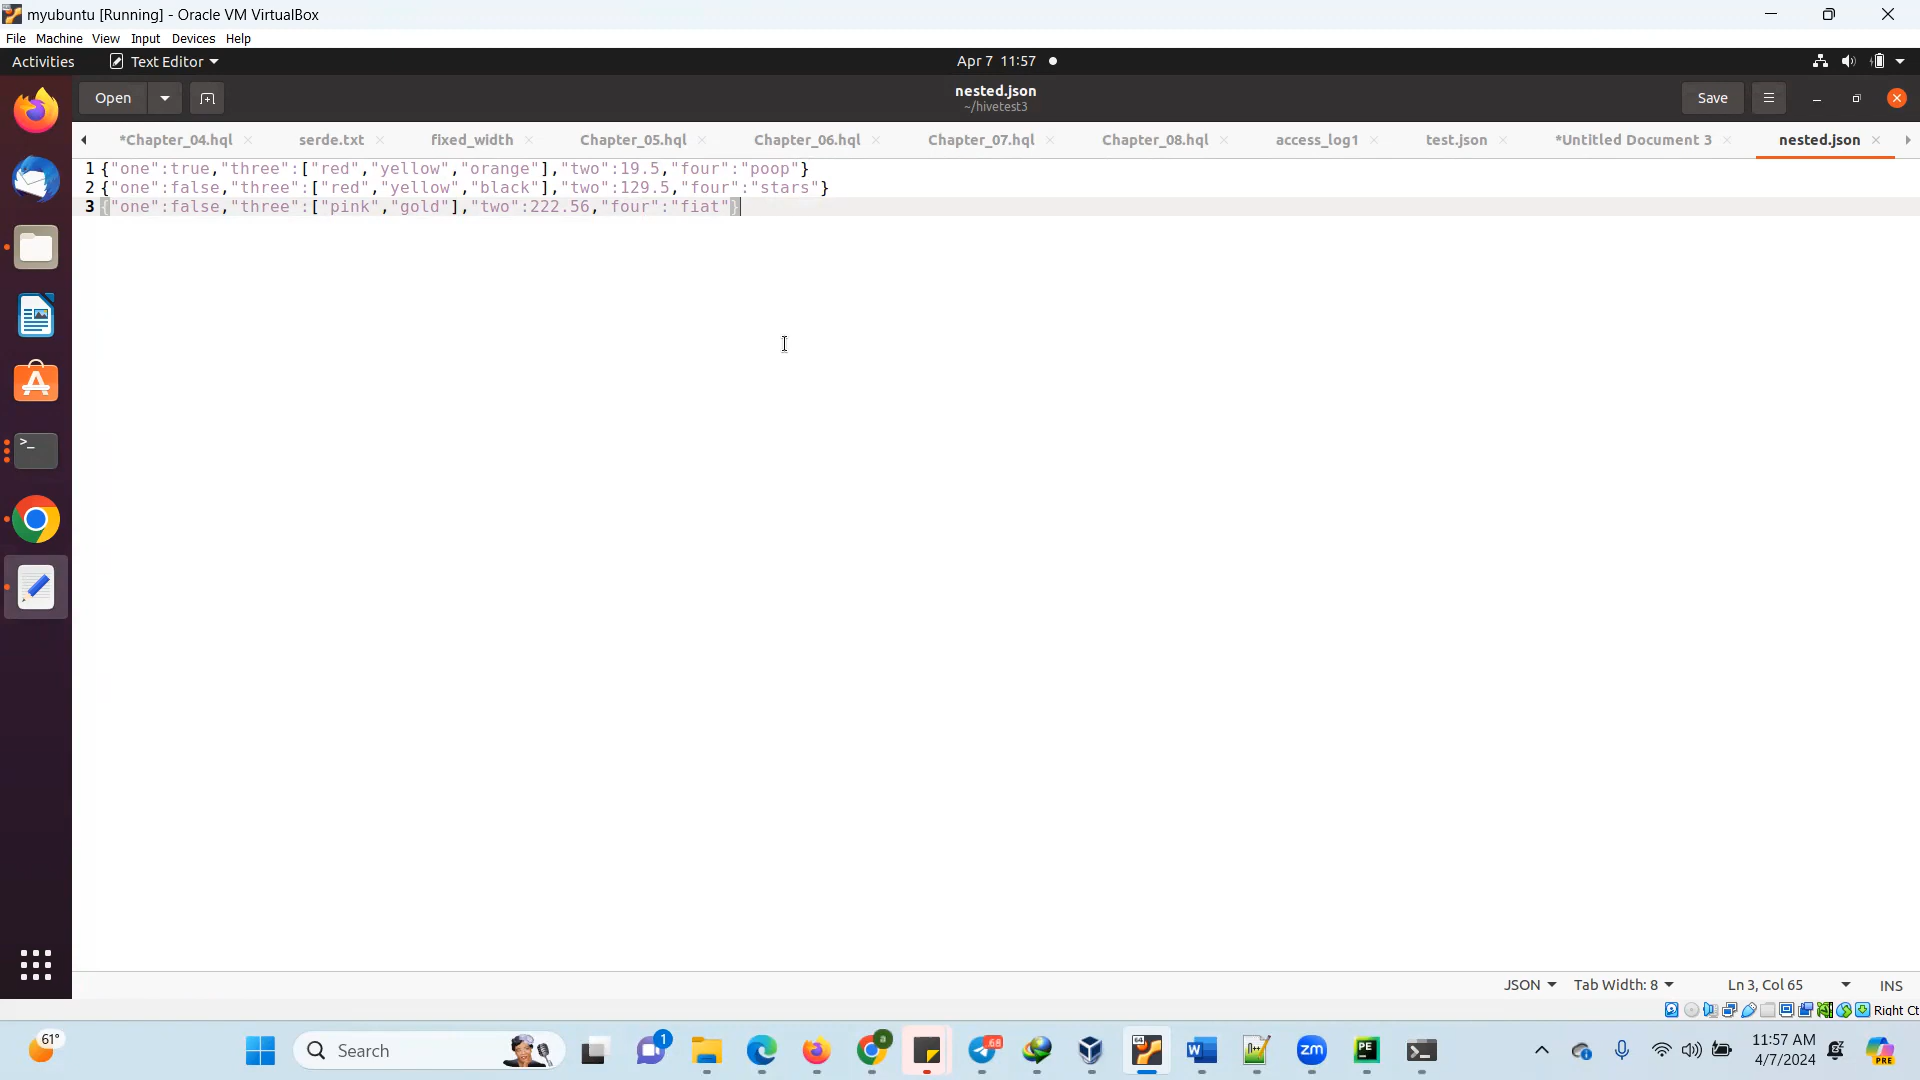 myubuntu [Running] - Oracle VM VirtualBox
File Machine View Input Devices Help
Activities Text Editor Apr 7 11:57
Open nested.json Save
~/hivetest3
*Chapter_04.hql serde.txt fixed_width Chapter_05.hql Chapter_06.hql Chapter_07.hql Chapter_08.hql access_log1 test.json *Untitled Document 3 nested.json
1 {"one":true,"three":["red","yellow","orange"],"two":19.5,"four":"poop"}
2 {"one":false,"three":["red","yellow","black"],"two":129.5,"four":"stars"}
3 {"one":false,"three":["pink","gold"],"two":222.56,"four":"fiat"}
JSON Tab Width: 8 Ln 3, Col 65 INS
Right Ct
61° Search 1 68 11:57 AM
4/7/2024